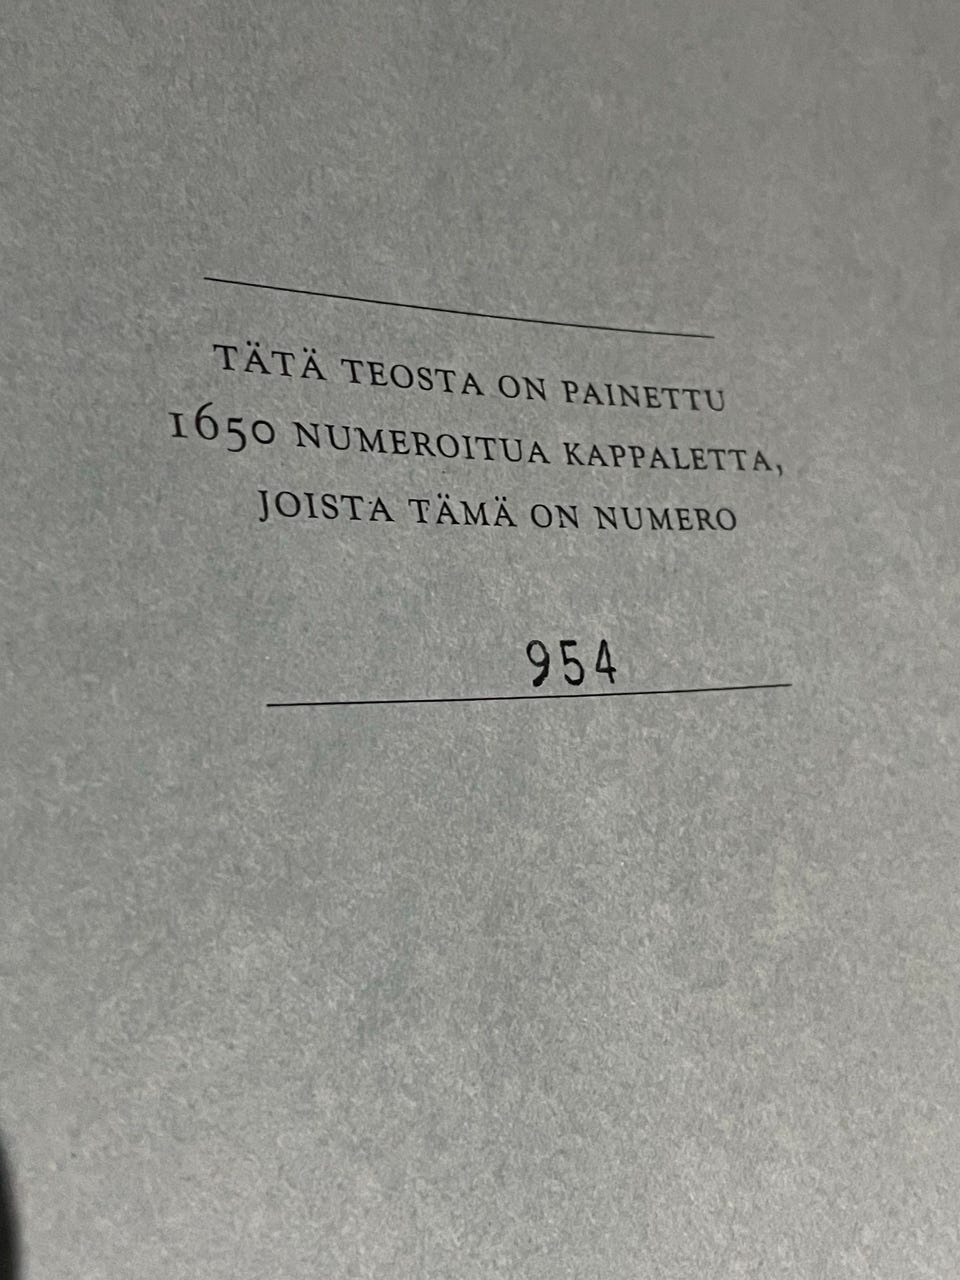 TÄTÄ TEOSTA ON PAINETTU
1650 NUMEROITUA KAPPALETTA,
JOISTA TÄMÄ ON NUMERO
954